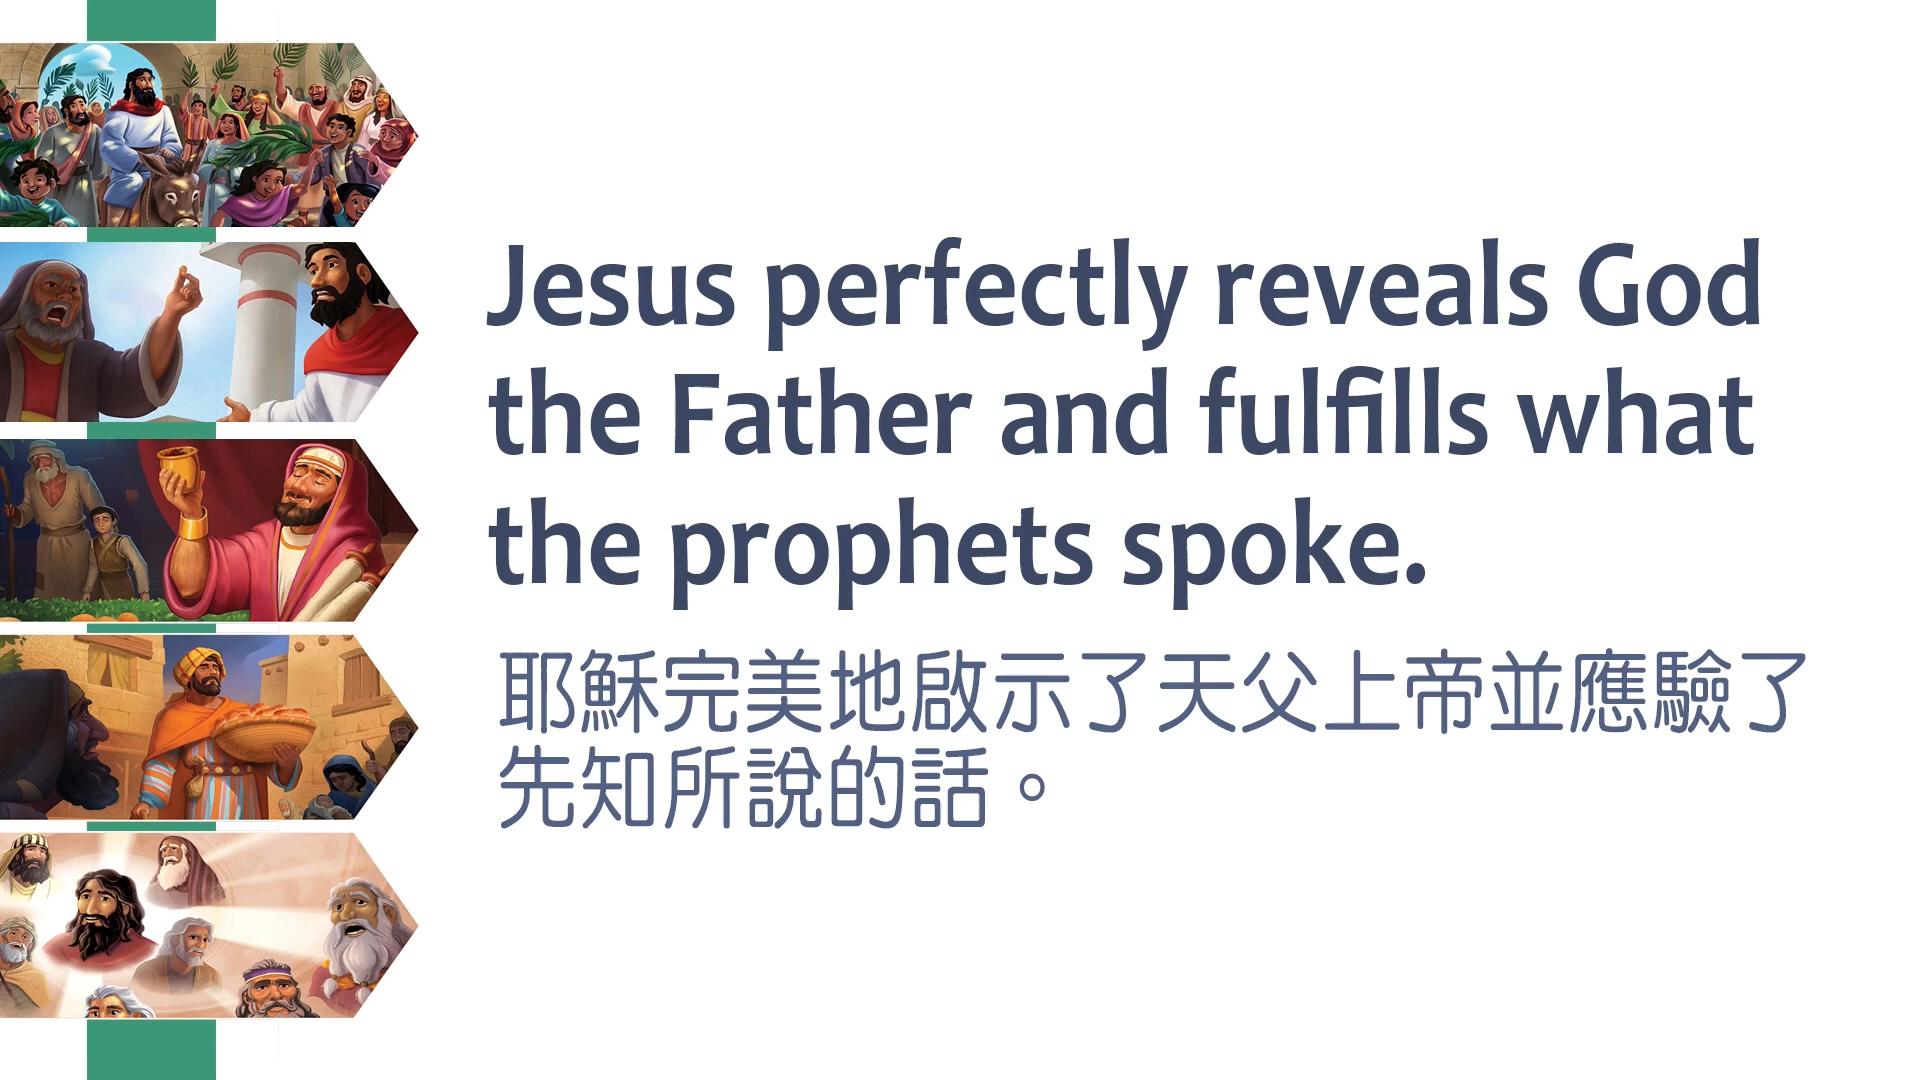 Jesus perfectly reveals God
the Father and fulfills what
the prophets spoke.
耶穌完美地啟示了天父上帝並應驗了
先知所說的話。